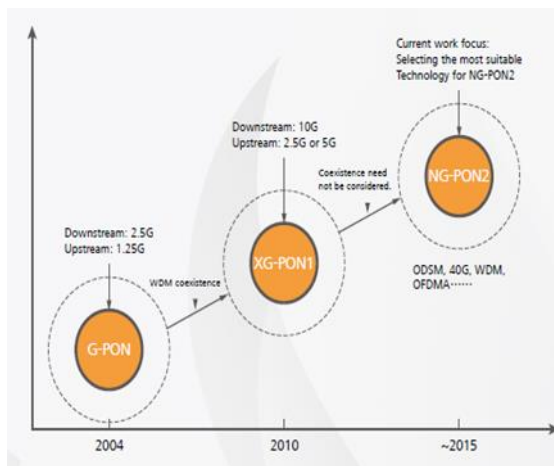 Current work focus:
Selecting the most suitable
Technology for NG-PON2
Downstream: 10G
Upstream: 2.5G or 5G
Coexistence need
not be considered.
NG-PON2
Downstream: 2.5G
Upstream: 1.25G
XG-PON1
ODSM, 40G, WDM,
OFDMA······
WDM coexistence
G-PON
2004
2010
~2015